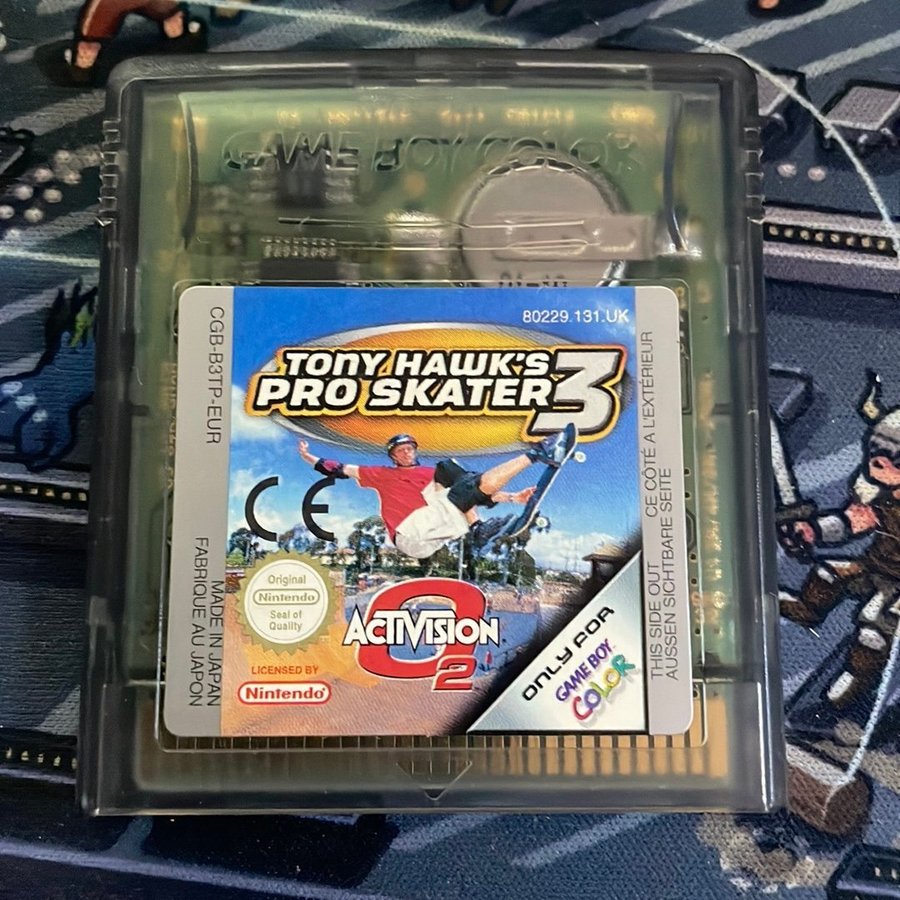 GAME BOY COLOR
80229.131.UK
TONY HAWK'S
PRO SKATER 3
CGB-B3TP-EUR
CE
Original
Nintendo
Seal of
Quality
ACTIVISION
O2
LICENSED BY
Nintendo®
ONLY FOR
GAME BOY
COLOR
MADE IN JAPAN
FABRIQUE AU JAPON
THIS SIDE OUT
CE CÔTÉ A L'EXTÉRIEUR
AUSSEN SICHTBARE SEITE